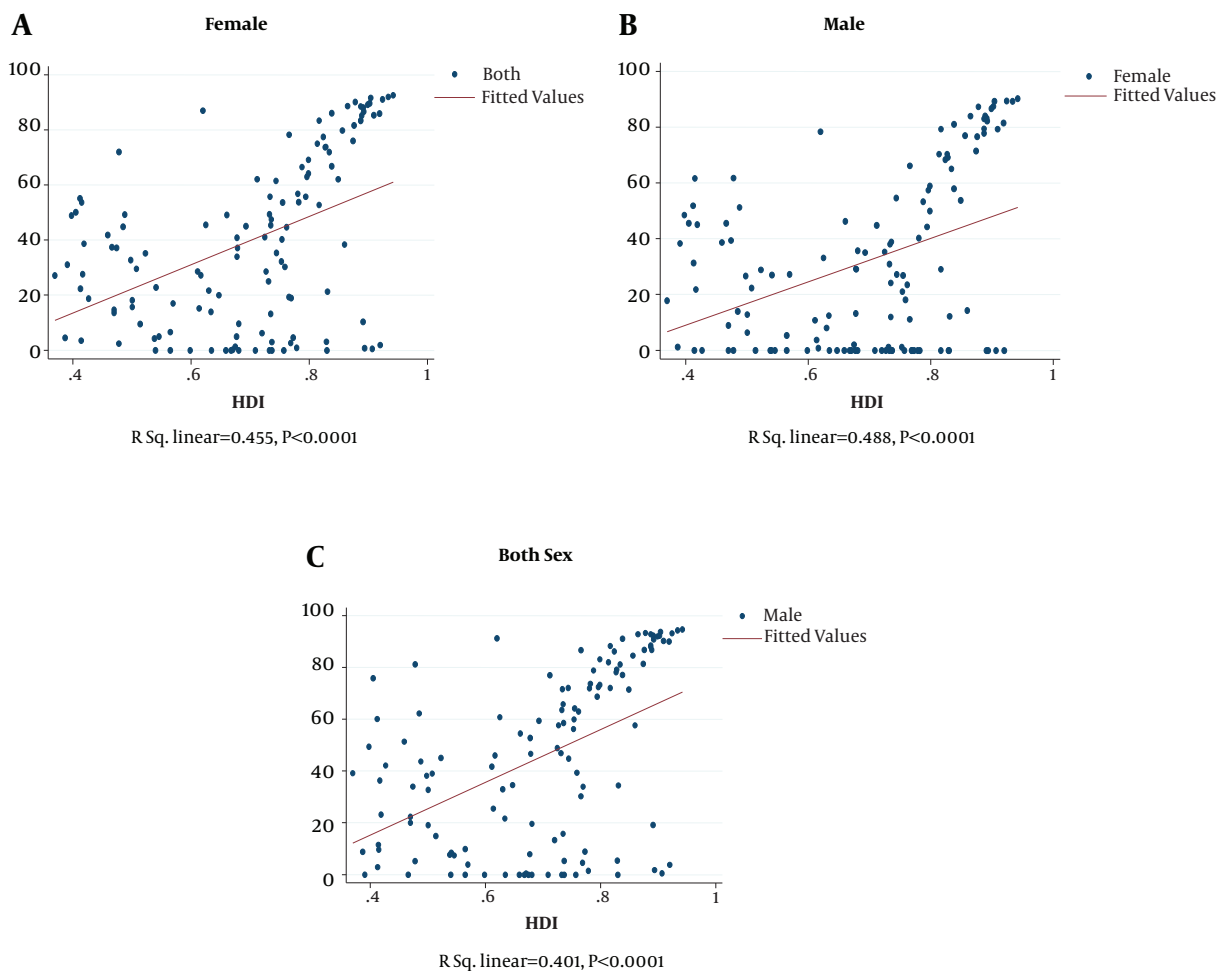 A
Female
100
80
60
40
20
0
.4
.6
.8
1
Both
Fitted Values
HDI
R Sq. linear=0.455, P<0.0001
B
Male
100
80
60
40
20
0
.4
.6
.8
1
Female
Fitted Values
HDI
R Sq. linear=0.488, P<0.0001
C
Both Sex
100
80
60
40
20
0
.4
.6
.8
1
Male
Fitted Values
HDI
R Sq. linear=0.401, P<0.0001